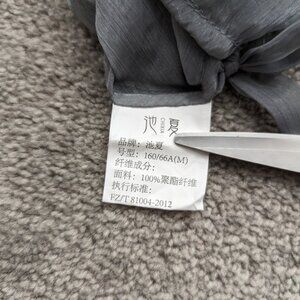 池 夏
CHIXIA
品牌：池夏
号型：160/66A(M)
纤维成分：
面料：100%聚酯纤维
执行标准：
FZ/T 81004-2012